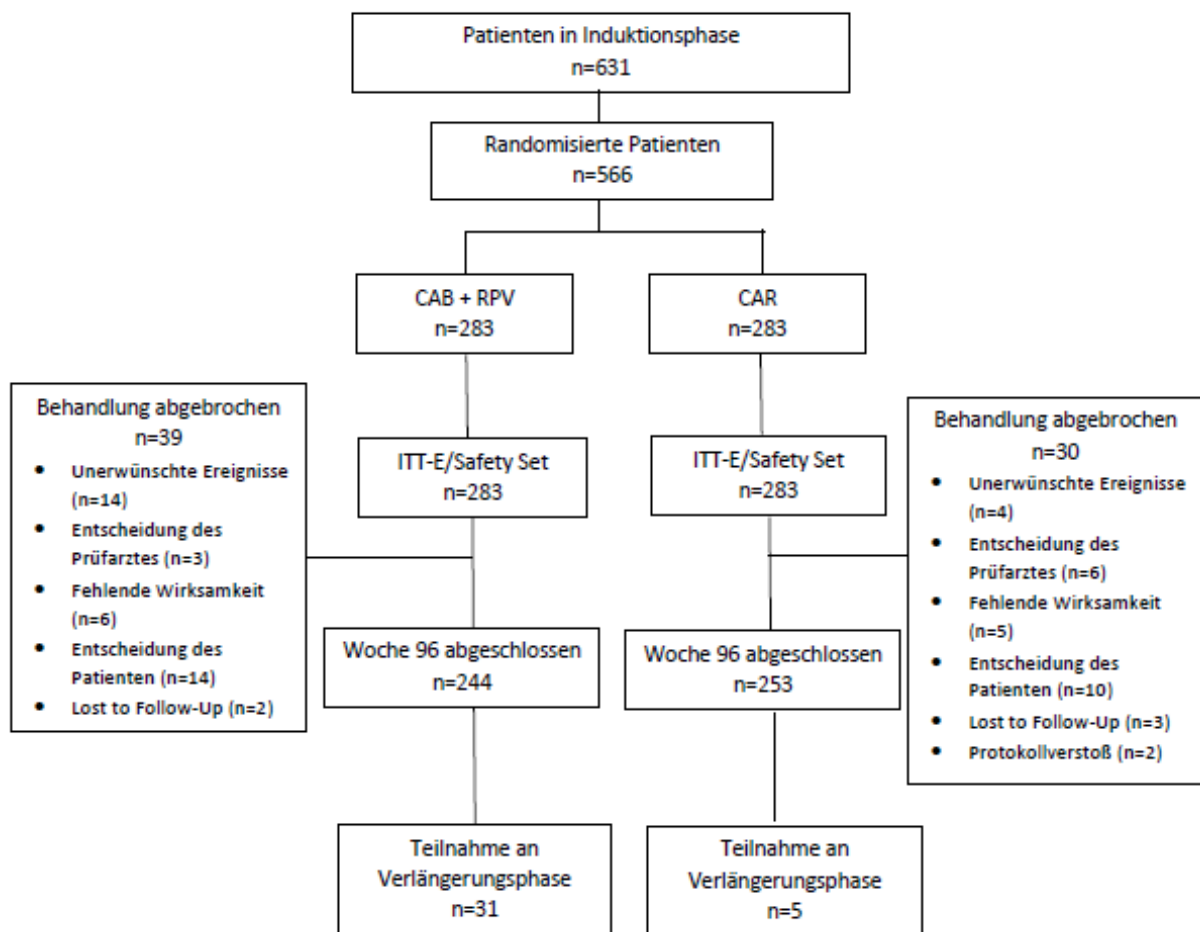 Patienten in Induktionsphase
n=631
Randomisierte Patienten
n=566
CAB + RPV
n=283
CAR
n=283
Behandlung abgebrochen
n=39
• Unerwünschte Ereignisse
(n=14)
• Entscheidung des
Prüfarztes (n=3)
• Fehlende Wirksamkeit
(n=6)
• Entscheidung des
Patienten (n=14)
• Lost to Follow-Up (n=2)
ITT-E/Safety Set
n=283
ITT-E/Safety Set
n=283
Behandlung abgebrochen
n=30
• Unerwünschte Ereignisse
(n=4)
• Entscheidung des
Prüfarztes (n=6)
• Fehlende Wirksamkeit
(n=5)
• Entscheidung des
Patienten (n=10)
• Lost to Follow-Up (n=3)
• Protokollverstoß (n=2)
Woche 96 abgeschlossen
n=244
Woche 96 abgeschlossen
n=253
Teilnahme an
Verlängerungsphase
n=31
Teilnahme an
Verlängerungsphase
n=5